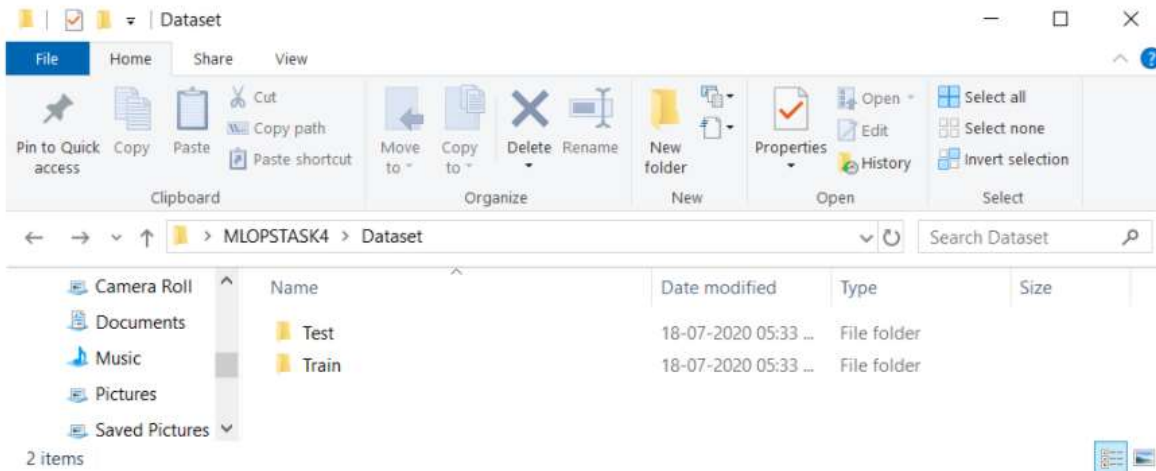 Dataset
File Home Share View
Pin to Quick access
Copy
Paste
Cut
Copy path
Paste shortcut
Clipboard
Move to
Copy to
Delete
Rename
Organize
New folder
New
Properties
Open
Edit
History
Open
Select all
Select none
Invert selection
Select
MLOPSTASK4 > Dataset
Search Dataset
Camera Roll
Documents
Music
Pictures
Saved Pictures
Name Date modified Type Size
Test 18-07-2020 05:33 ... File folder
Train 18-07-2020 05:33 ... File folder
2 items